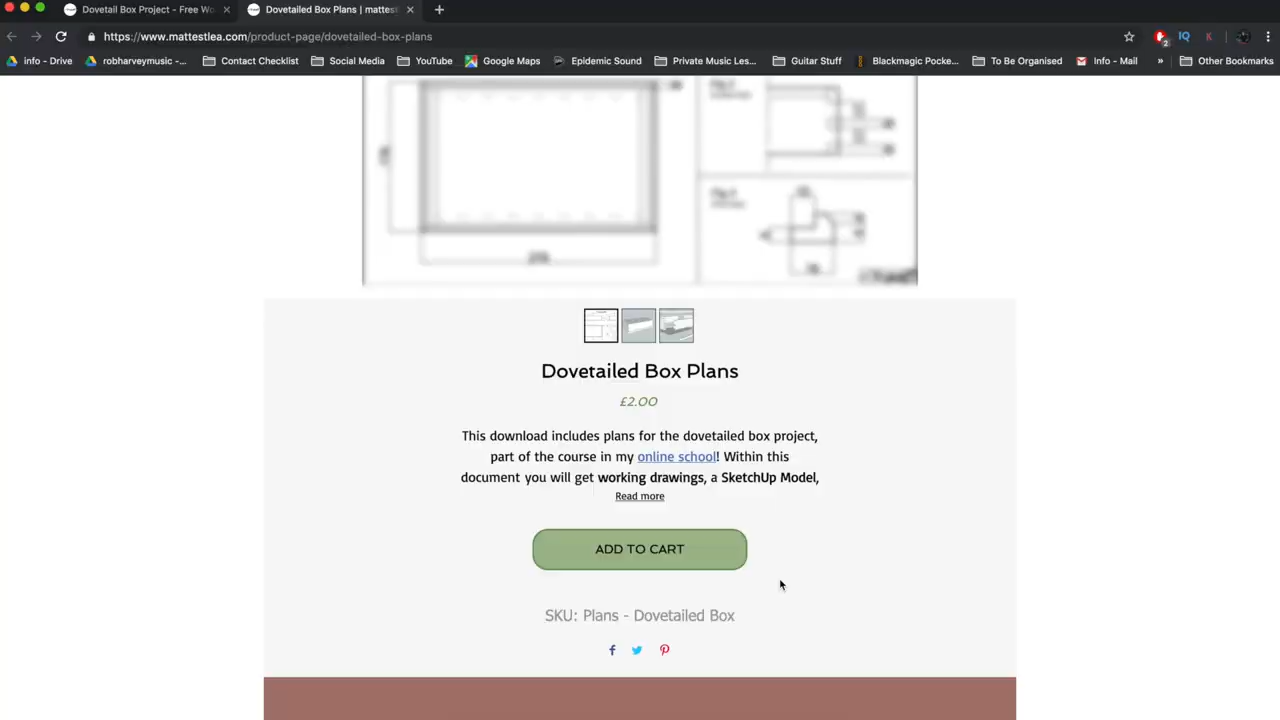 Dovetail Box Project - Free Wo
Dovetailed Box Plans | mattes
https://www.mattestlea.com/product-page/dovetailed-box-plans
2
info - Drive
robharveymusic -...
Contact Checklist
Social Media
YouTube
Google Maps
Epidemic Sound
Private Music Les...
Guitar Stuff
Blackmagic Pocke...
To Be Organised
Info - Mail
Other Bookmarks
Dovetailed Box Plans
£2.00
This download includes plans for the dovetailed box project,
part of the course in my online school! Within this
document you will get working drawings, a SketchUp Model,
Read more
ADD TO CART
SKU: Plans - Dovetailed Box